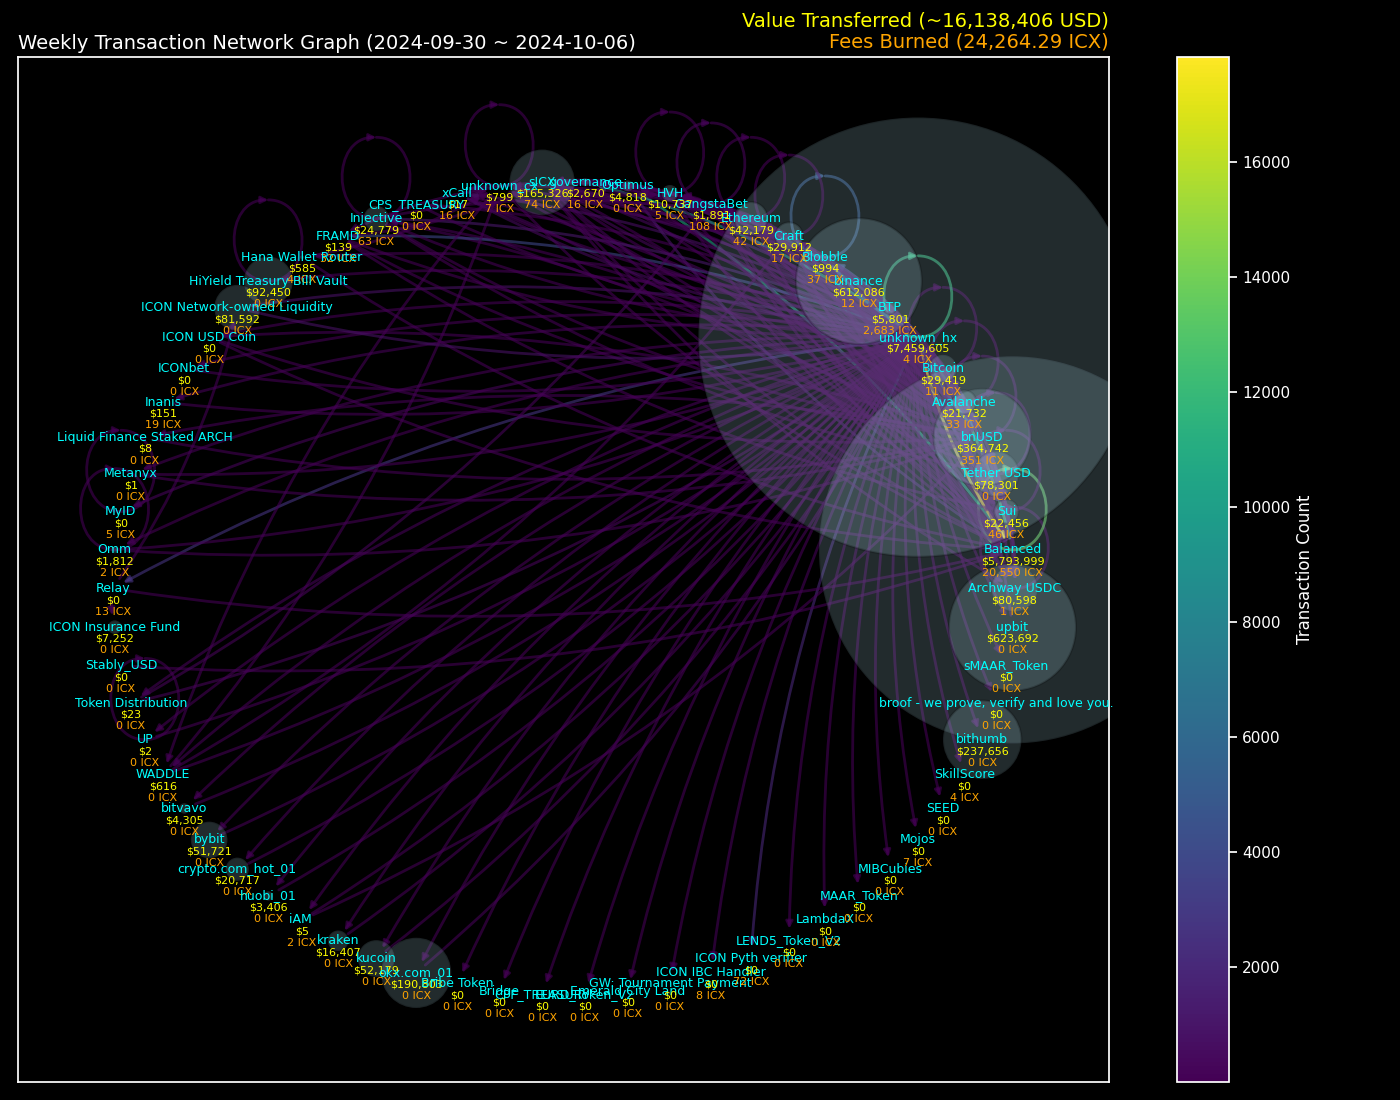 Value Transferred (~16,138,406 USD)
Weekly Transaction Network Graph (2024-09-30 ~ 2024-10-06)
Fees Burned (24,264.29 ICX)
sICX
$165,326
74 ICX
governance
$2,670
16 ICX
Optimus
$4,818
0 ICX
HVH
$10,737
5 ICX
GangstaBet
$1,891
108 ICX
Ethereum
$42,179
42 ICX
Craft
$29,912
17 ICX
Blobble
$994
37 ICX
binance
$612,086
12 ICX
BTP
$5,801
2,683 ICX
unknown_hx
$7,459,605
4 ICX
Bitcoin
$29,419
11 ICX
Avalanche
$21,732
33 ICX
bnUSD
$364,742
351 ICX
Tether USD
$78,301
0 ICX
Sui
$22,456
46 ICX
Balanced
$5,793,999
20,550 ICX
Archway USDC
$80,598
1 ICX
upbit
$623,692
0 ICX
sMAAR_Token
$0
0 ICX
broof - we prove, verify and love you.
$0
0 ICX
bithumb
$237,656
0 ICX
SkillScore
$0
4 ICX
SEED
$0
0 ICX
Mojos
$0
7 ICX
MIBCubies
$0
0 ICX
MAAR_Token
$0
LambdaX
$0
LEND5_Token_V2
$0
0 ICX
ICON Pyth verifier
$0
ICON IBC Handler
$0
8 ICX
GW: Tournament Payment
$0
0 ICX
Emerald City Land
$0
0 ICX
$0
0 ICX
$0
0 ICX
Bridge
$0
0 ICX
Bribe Token
$0
0 ICX
okx.com_01
0 ICX
kucoin
$52,179
0 ICX
kraken
$16,407
0 ICX
iAM
$5
2 ICX
huobi_01
$3,406
0 ICX
crypto.com_hot_01
$20,717
0 ICX
bybit
$51,721
0 ICX
bitvavo
$4,305
0 ICX
WADDLE
$616
0 ICX
UP
$2
0 ICX
Token Distribution
$23
0 ICX
Stably_USD
$0
0 ICX
ICON Insurance Fund
$7,252
0 ICX
Relay
$0
13 ICX
Omm
$1,812
2 ICX
MyID
$0
5 ICX
Metanyx
$1
0 ICX
Liquid Finance Staked ARCH
$8
0 ICX
Inanis
$151
19 ICX
ICONbet
$0
0 ICX
ICON USD Coin
$0
0 ICX
ICON Network-owned Liquidity
$81,592
0 ICX
HiYield Treasury Bill Vault
$92,450
0 ICX
Hana Wallet Router
$585
FRAMD
$139
Injective
$24,779
63 ICX
CPS_TREASURY
$0
0 ICX
xCall
16 ICX
unknown_cx
$799
7 ICX
16000
14000
12000
10000
8000
6000
4000
2000
Transaction Count